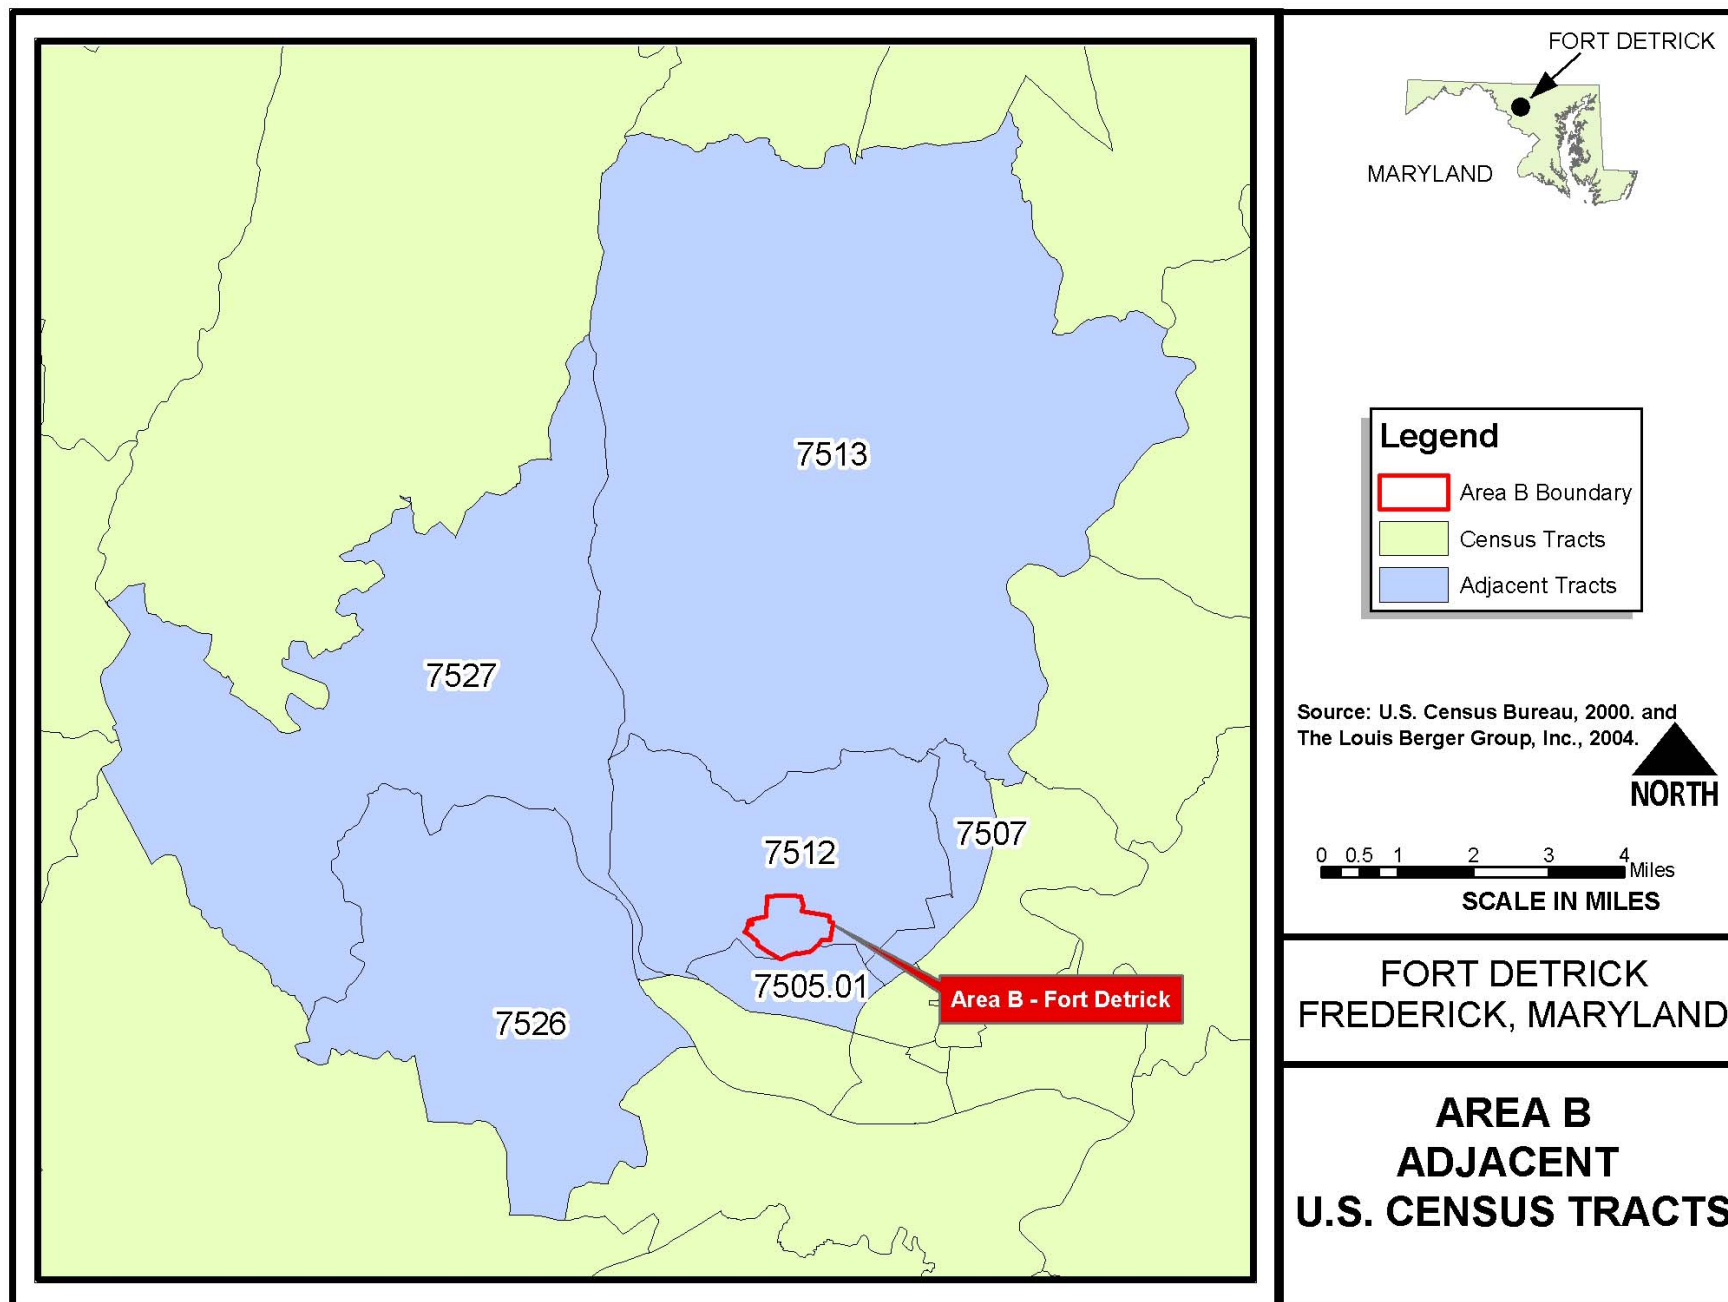 7513
7527
7512
7507
7505.01
7526
Area B - Fort Detrick
FORT DETRICK
MARYLAND
Legend
Area B Boundary
Census Tracts
Adjacent Tracts
Source: U.S. Census Bureau, 2000. and
The Louis Berger Group, Inc., 2004.
NORTH
0 0.5 1 2 3 4
Miles
SCALE IN MILES
FORT DETRICK
FREDERICK, MARYLAND
AREA B
ADJACENT
U.S. CENSUS TRACTS